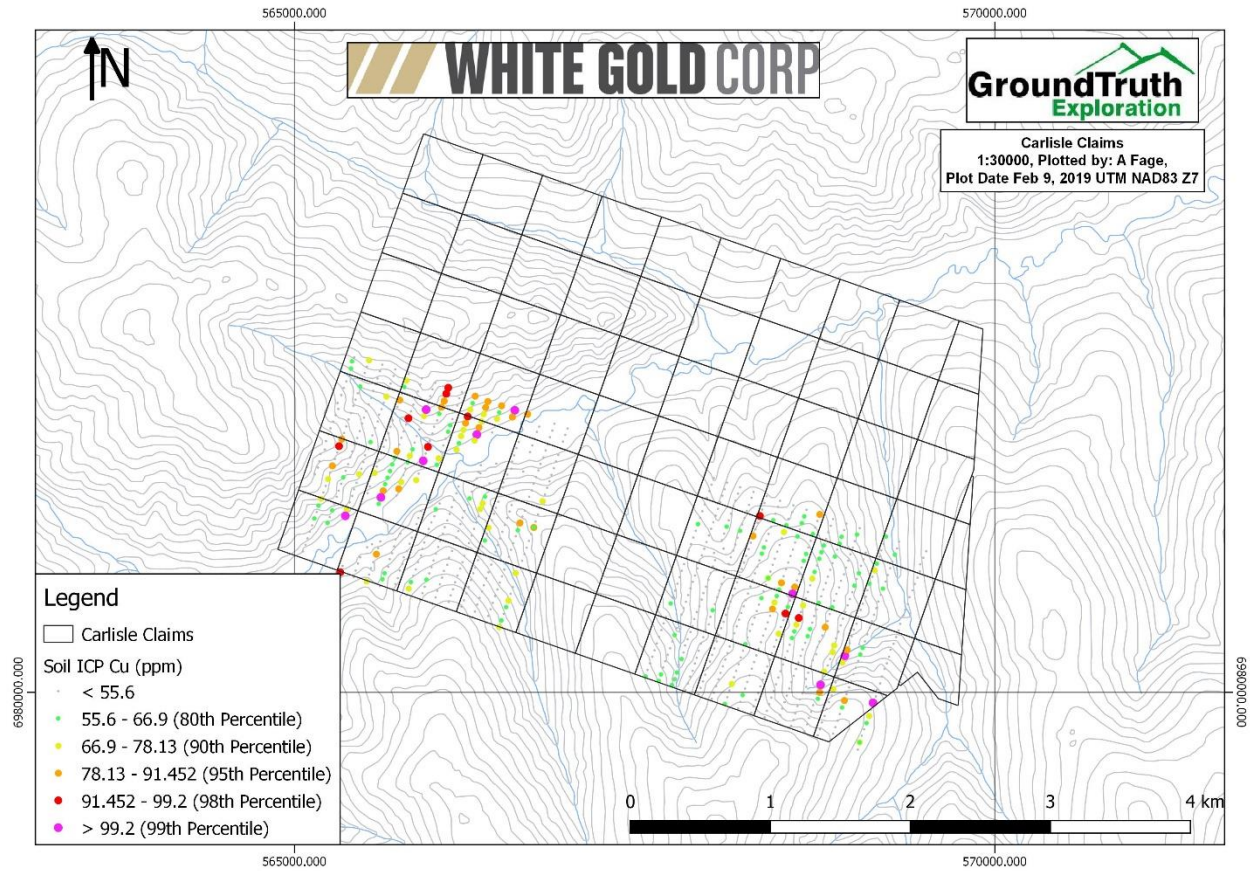 565000.000
570000.000
N
WHITE GOLD CORP
GroundTruth
Exploration
Carlisle Claims
1:30000, Plotted by: A Fage,
Plot Date Feb 9, 2019 UTM NAD83 Z7
Legend
Carlisle Claims
Soil ICP Cu (ppm)
< 55.6
55.6 - 66.9 (80th Percentile)
66.9 - 78.13 (90th Percentile)
78.13 - 91.452 (95th Percentile)
91.452 - 99.2 (98th Percentile)
> 99.2 (99th Percentile)
6980000.000
6980000.000
0 1 2 3 4 km
565000.000
570000.000